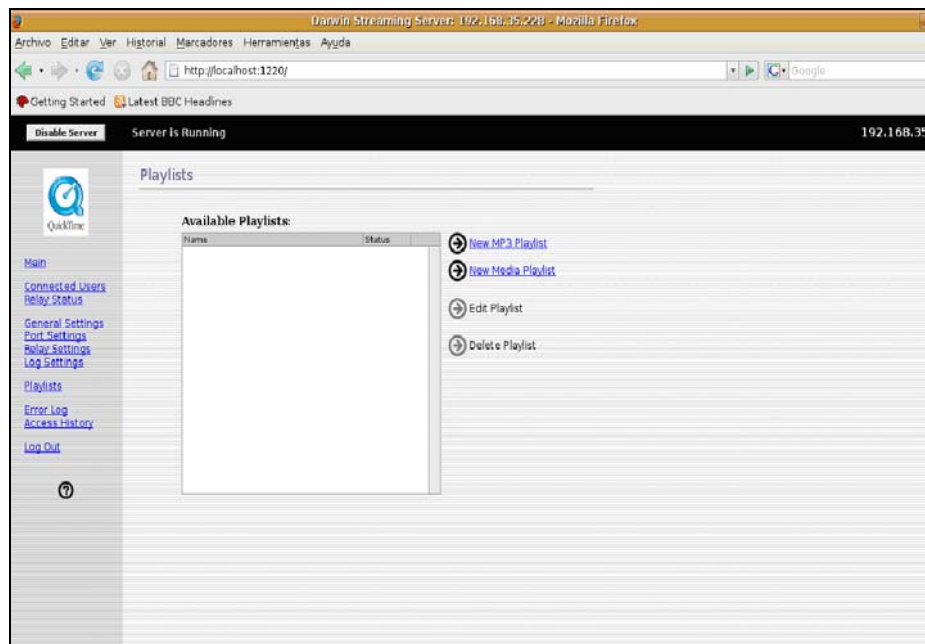 Darwin Streaming Server: 192.168.35.228 - Mozilla Firefox
Archivo Editar Ver Historial Marcadores Herramientas Ayuda
http://localhost:1220/
Google
Getting Started Latest BBC Headlines
Disable Server Server is Running 192.168.35
QuickTime
Main
Connected Users
Relay Status
General Settings
Port Settings
Relay Settings
Log Settings
Playlists
Error Log
Access History
Log Out
?
Playlists
Available Playlists:
Name Status
New MP3 Playlist
New Media Playlist
Edit Playlist
Delete Playlist